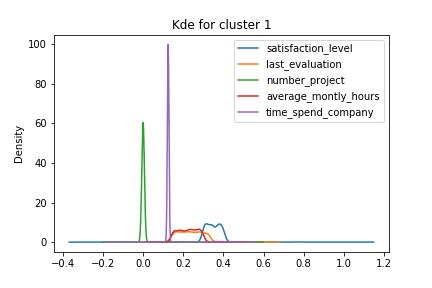 Kde for cluster 1
Density
100
80
60
40
20
0
satisfaction_level
last_evaluation
number_project
average_montly_hours
time_spend_company
−0.4 −0.2 0.0 0.2 0.4 0.6 0.8 1.0 1.2